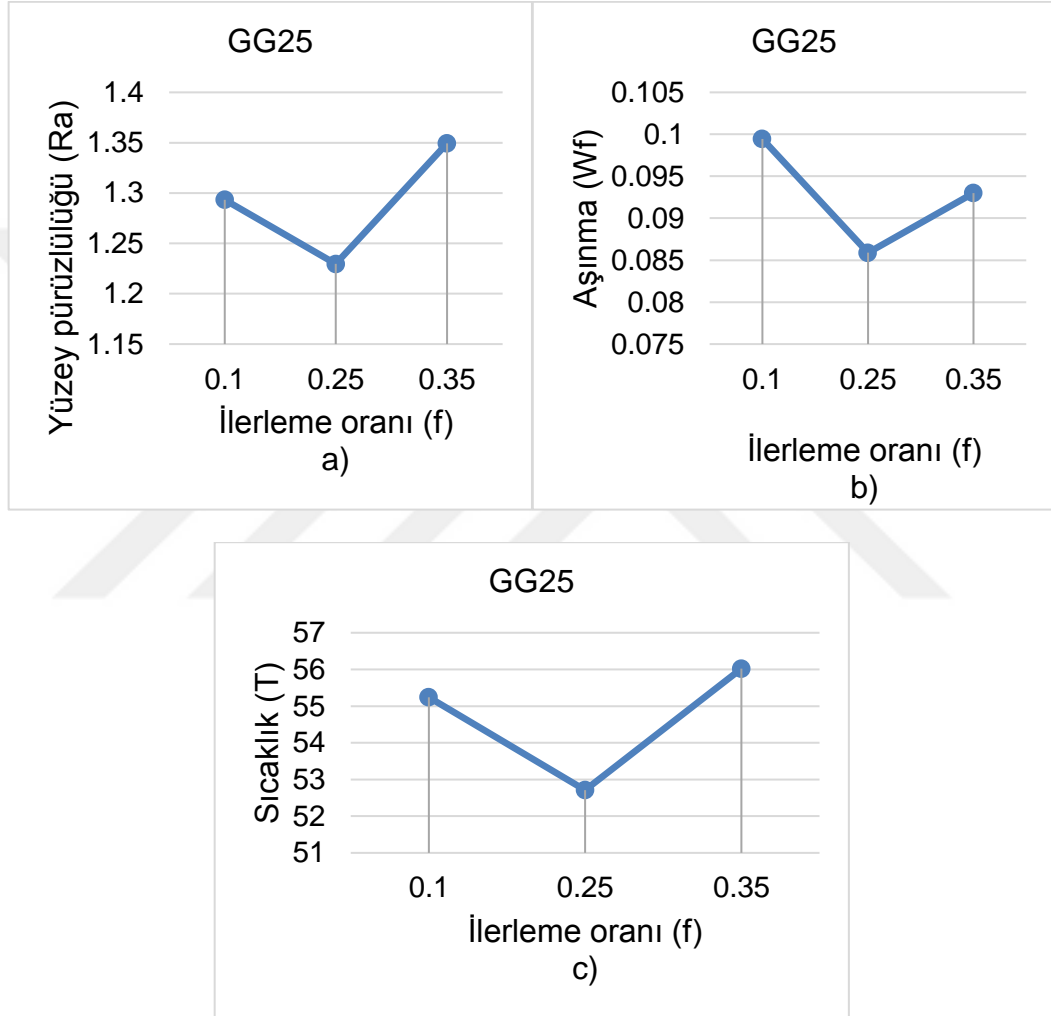 GG25
Yüzey pürüzlülüğü (Ra)
1.4
1.35
1.3
1.25
1.2
1.15
0.1 0.25 0.35
İlerleme oranı (f)
a)
GG25
Aşınma (Wf)
0.105
0.1
0.095
0.09
0.085
0.08
0.075
0.1 0.25 0.35
İlerleme oranı (f)
b)
GG25
Sıcaklık (T)
57
56
55
54
53
52
51
0.1 0.25 0.35
İlerleme oranı (f)
c)